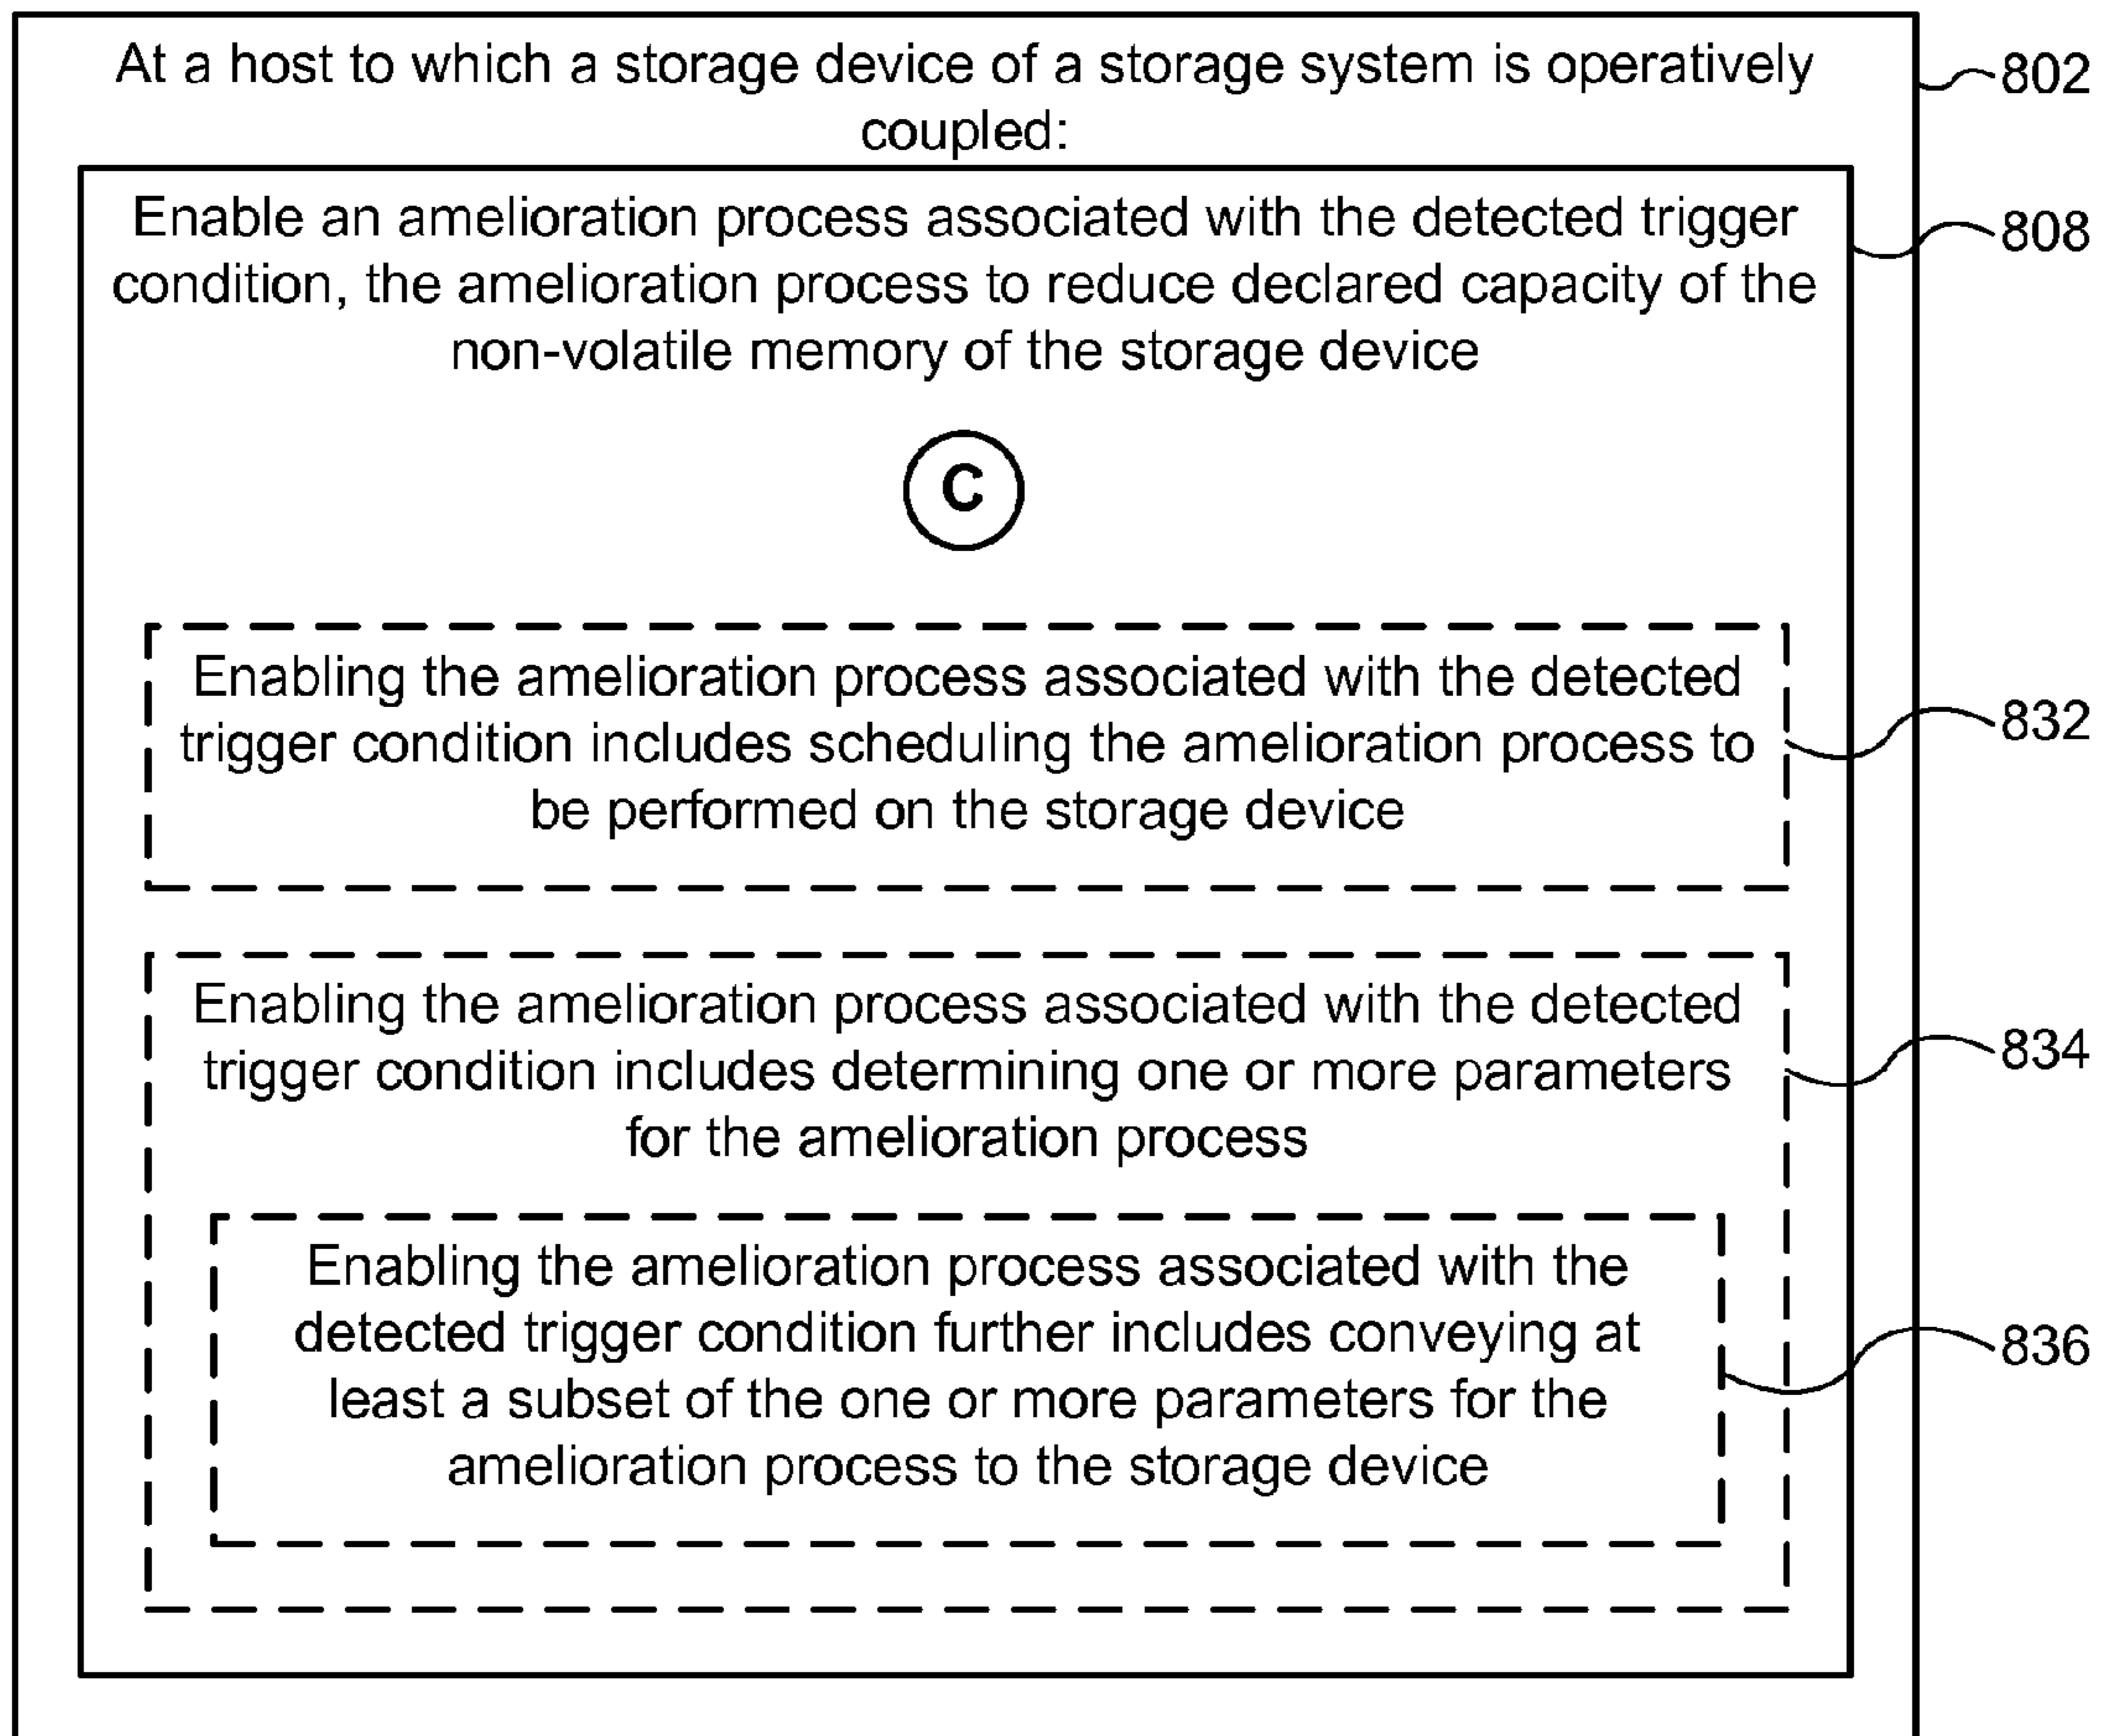 At a host to which a storage device of a storage system is operatively
coupled:
802
Enable an amelioration process associated with the detected trigger
condition, the amelioration process to reduce declared capacity of the
non-volatile memory of the storage device
808
C
Enabling the amelioration process associated with the detected
trigger condition includes scheduling the amelioration process to
be performed on the storage device
832
Enabling the amelioration process associated with the detected
trigger condition includes determining one or more parameters
for the amelioration process
834
Enabling the amelioration process associated with the
detected trigger condition further includes conveying at
least a subset of the one or more parameters for the
amelioration process to the storage device
836